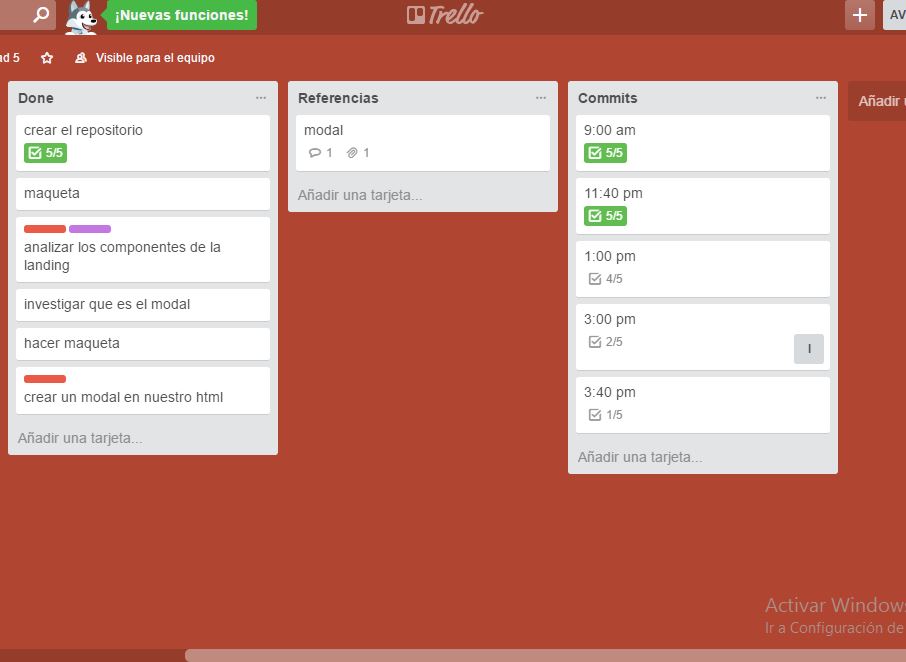 ¡Nuevas funciones!
Trello
AV
ad 5
Visible para el equipo
Done
crear el repositorio
5/5
maqueta
analizar los componentes de la
landing
investigar que es el modal
hacer maqueta
crear un modal en nuestro html
Añadir una tarjeta...
Referencias
modal
1 1
Añadir una tarjeta...
Commits
9:00 am
5/5
11:40 pm
5/5
1:00 pm
4/5
3:00 pm
2/5
I
3:40 pm
1/5
Añadir una tarjeta...
Añadir
Activar Windows
Ir a Configuración de